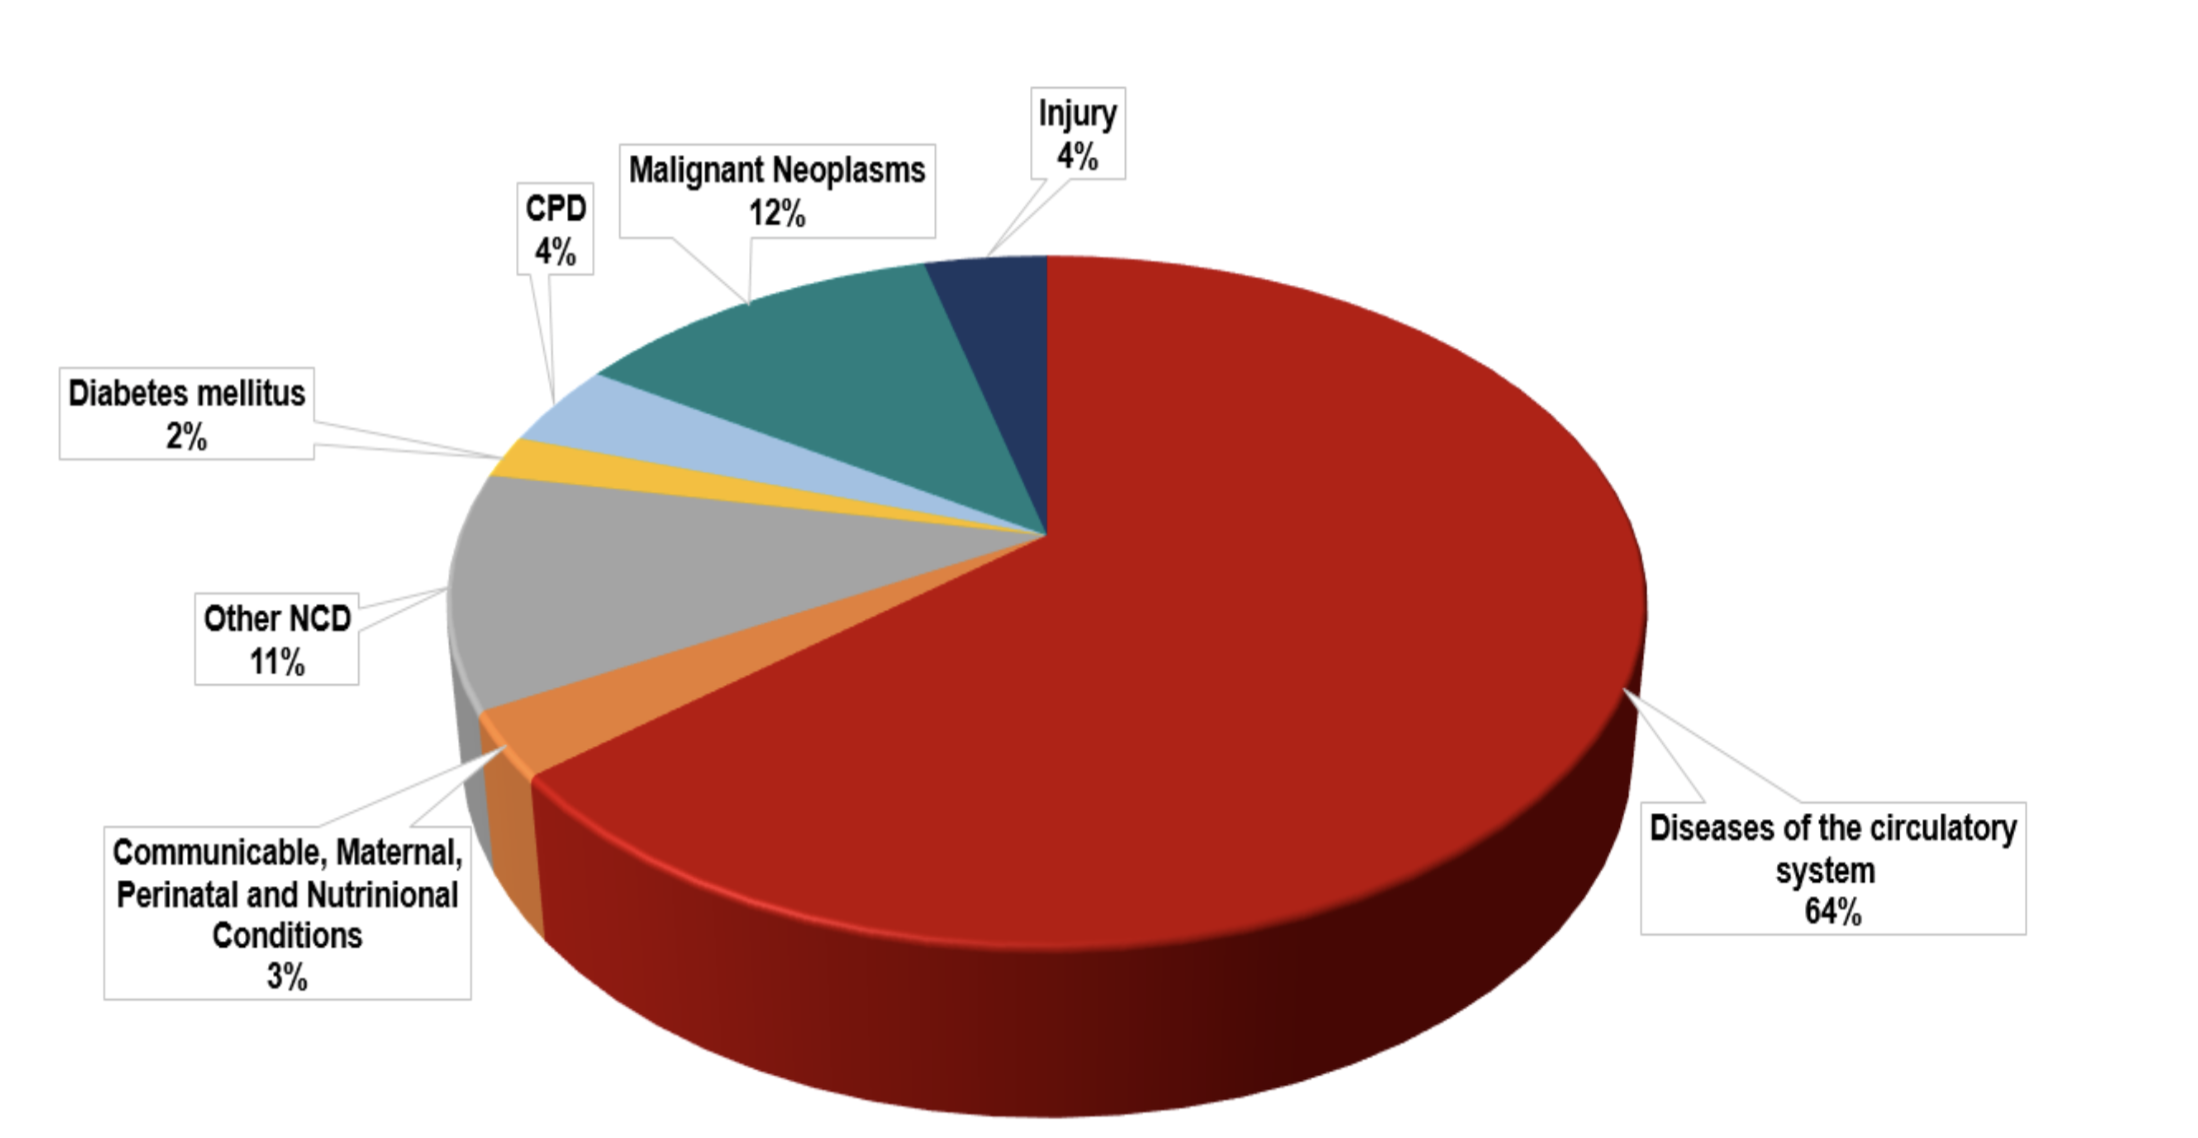 Injury
4%
Malignant Neoplasms
12%
CPD
4%
Diabetes mellitus
2%
Other NCD
11%
Communicable, Maternal,
Perinatal and Nutrinional
Conditions
3%
Diseases of the circulatory
system
64%